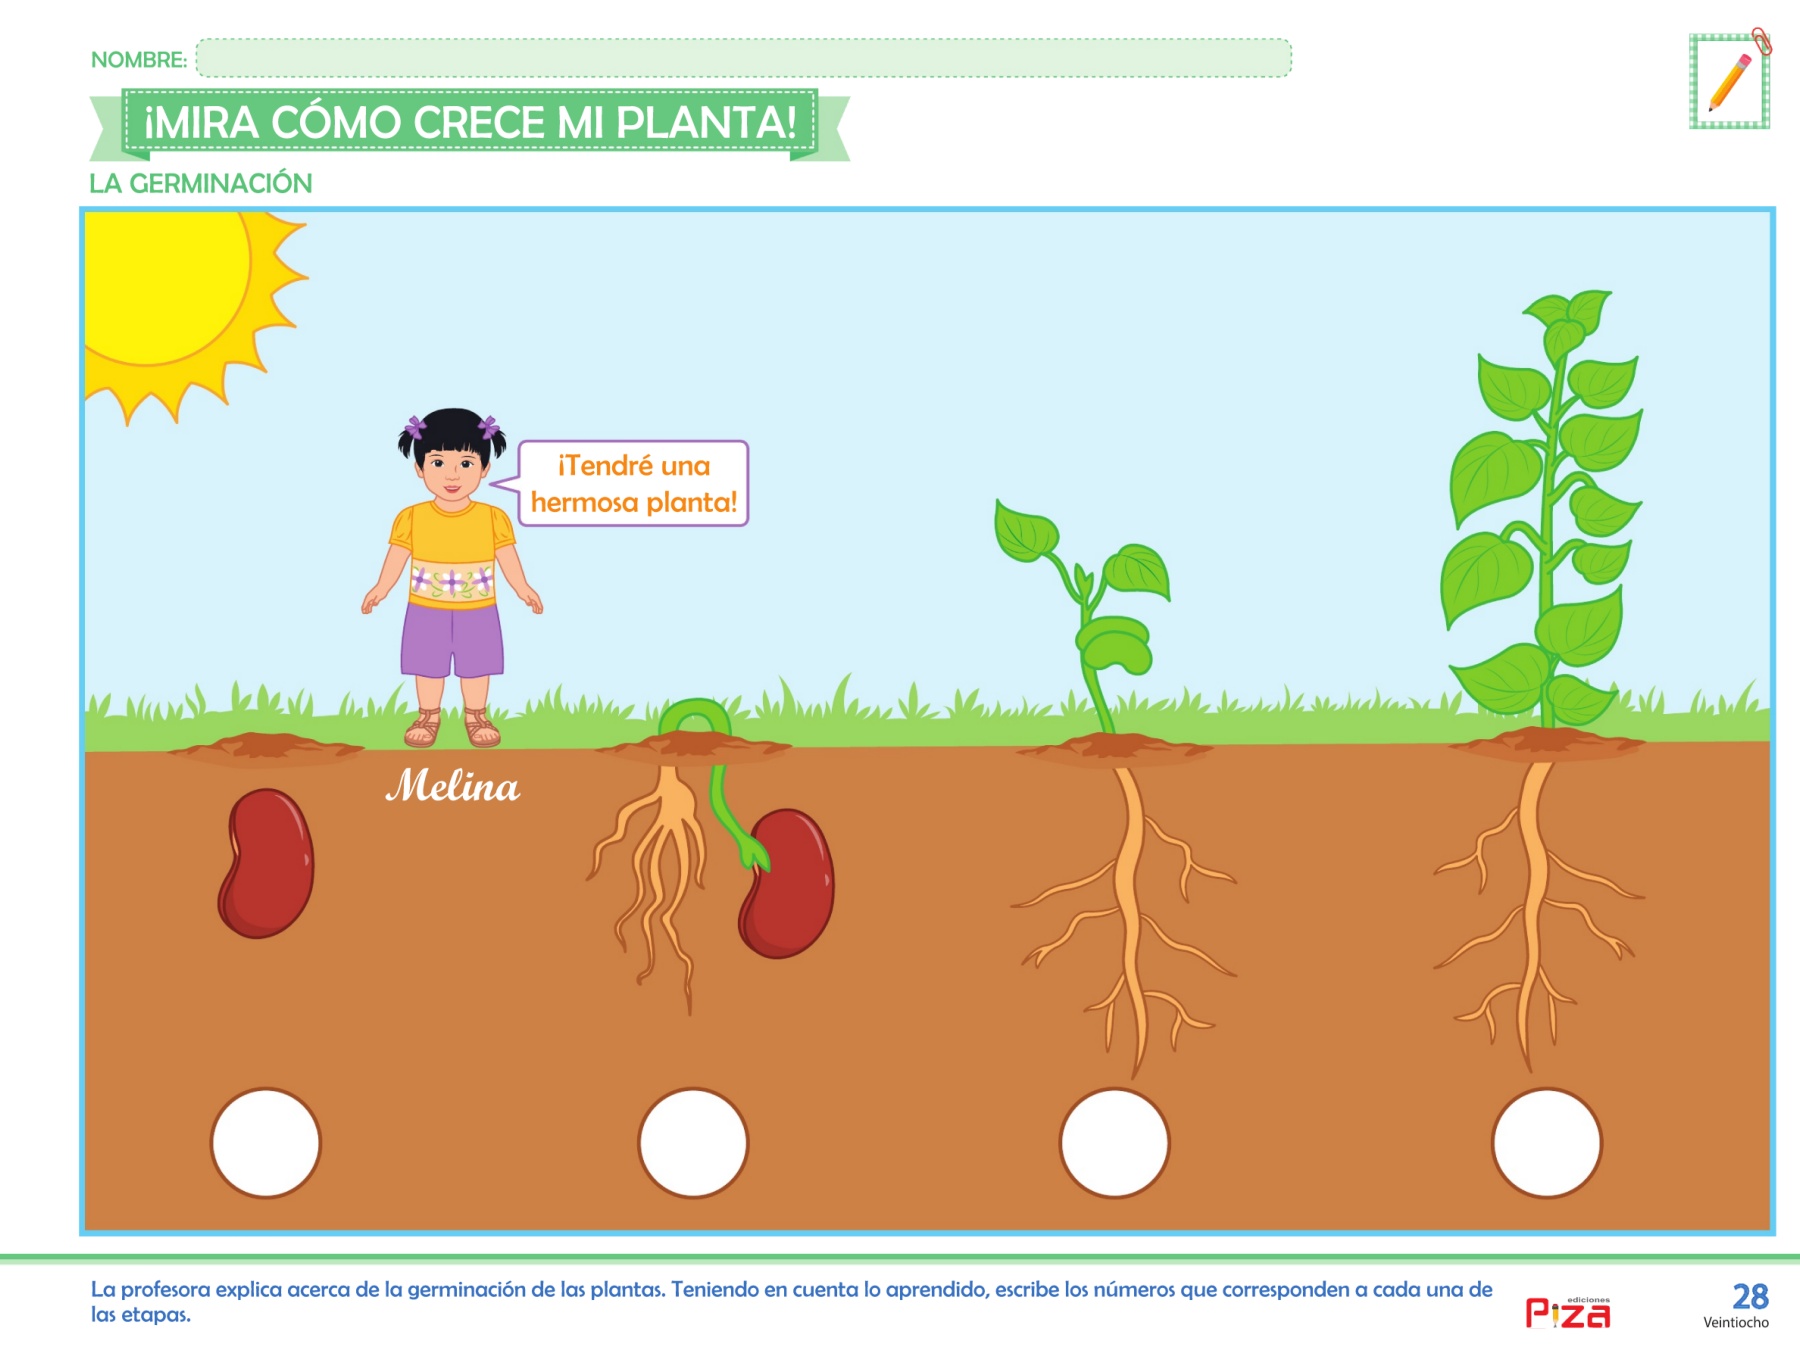 NOMBRE:
¡MIRA CÓMO CRECE MI PLANTA!
LA GERMINACIÓN
¡Tendré una
hermosa planta!
Melina
La profesora explica acerca de la germinación de las plantas. Teniendo en cuenta lo aprendido, escribe los números que corresponden a cada una de
las etapas.
ediciones
Piza
28
Veintiocho